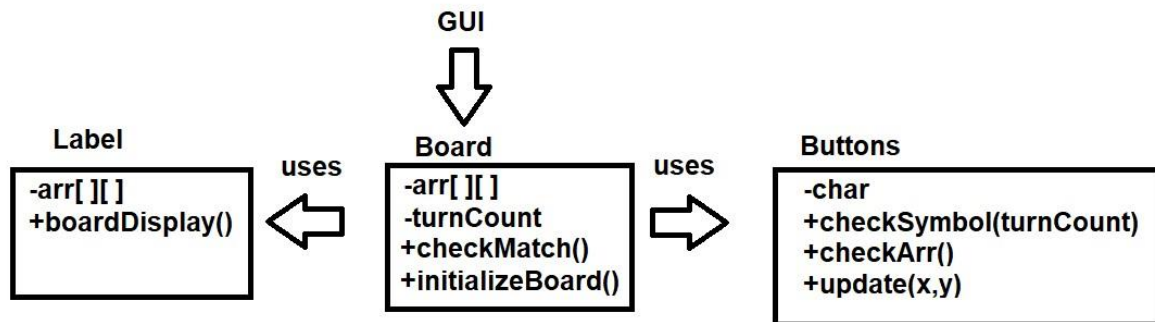 GUI
Label
-arr[ ][ ]
+boardDisplay()
uses
Board
-arr[ ][ ]
-turnCount
+checkMatch()
+initializeBoard()
uses
Buttons
-char
+checkSymbol(turnCount)
+checkArr()
+update(x,y)